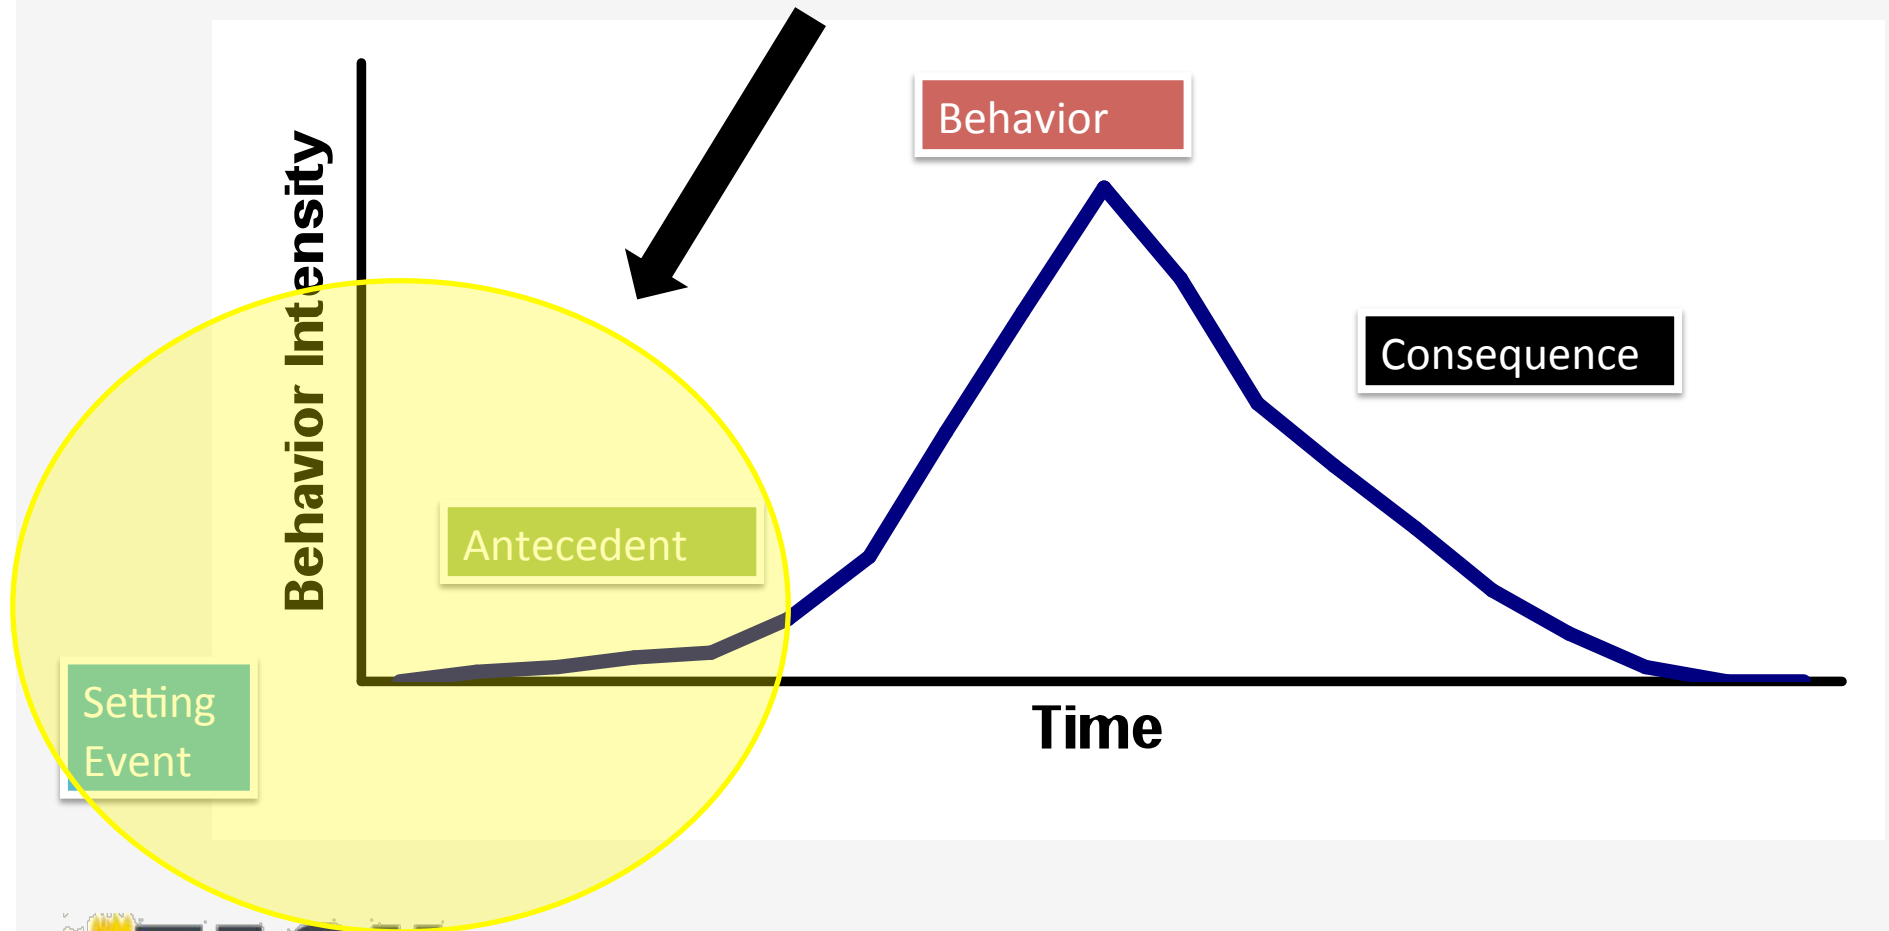 Behavior
Behavior Intensity
Consequence
Antecedent
Setting
Event
Time